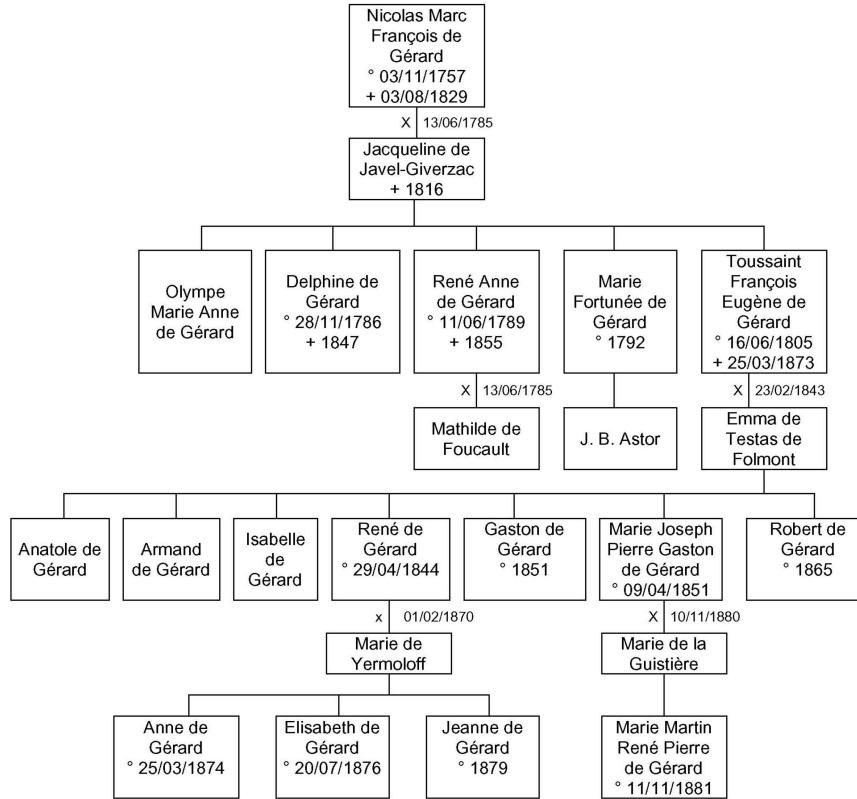 Nicolas Marc
François de
Gérard
° 03/11/1757
+ 03/08/1829
X 13/06/1785
Jacqueline de
Javel-Giverzac
+ 1816
Olympe
Marie Anne
de Gérard
Delphine de
Gérard
° 28/11/1786
+ 1847
René Anne
de Gérard
° 11/06/1789
+ 1855
Marie
Fortunée de
Gérard
° 1792
Toussaint
François
Eugène de
Gérard
° 16/06/1805
+ 25/03/1873
X 13/06/1785
X 23/02/1843
Mathilde de
Foucault
J. B. Astor
Emma de
Testas de
Folmont
Anatole de
Gérard
Armand
de Gérard
Isabelle
de
Gérard
René de
Gérard
° 29/04/1844
Gaston de
Gérard
° 1851
Marie Joseph
Pierre Gaston
de Gérard
° 09/04/1851
Robert de
Gérard
° 1865
x 01/02/1870
X 10/11/1880
Marie de
Yermoloff
Marie de la
Guistière
Anne de
Gérard
° 25/03/1874
Elisabeth de
Gérard
° 20/07/1876
Jeanne de
Gérard
° 1879
Marie Martin
René Pierre
de Gérard
° 11/11/1881